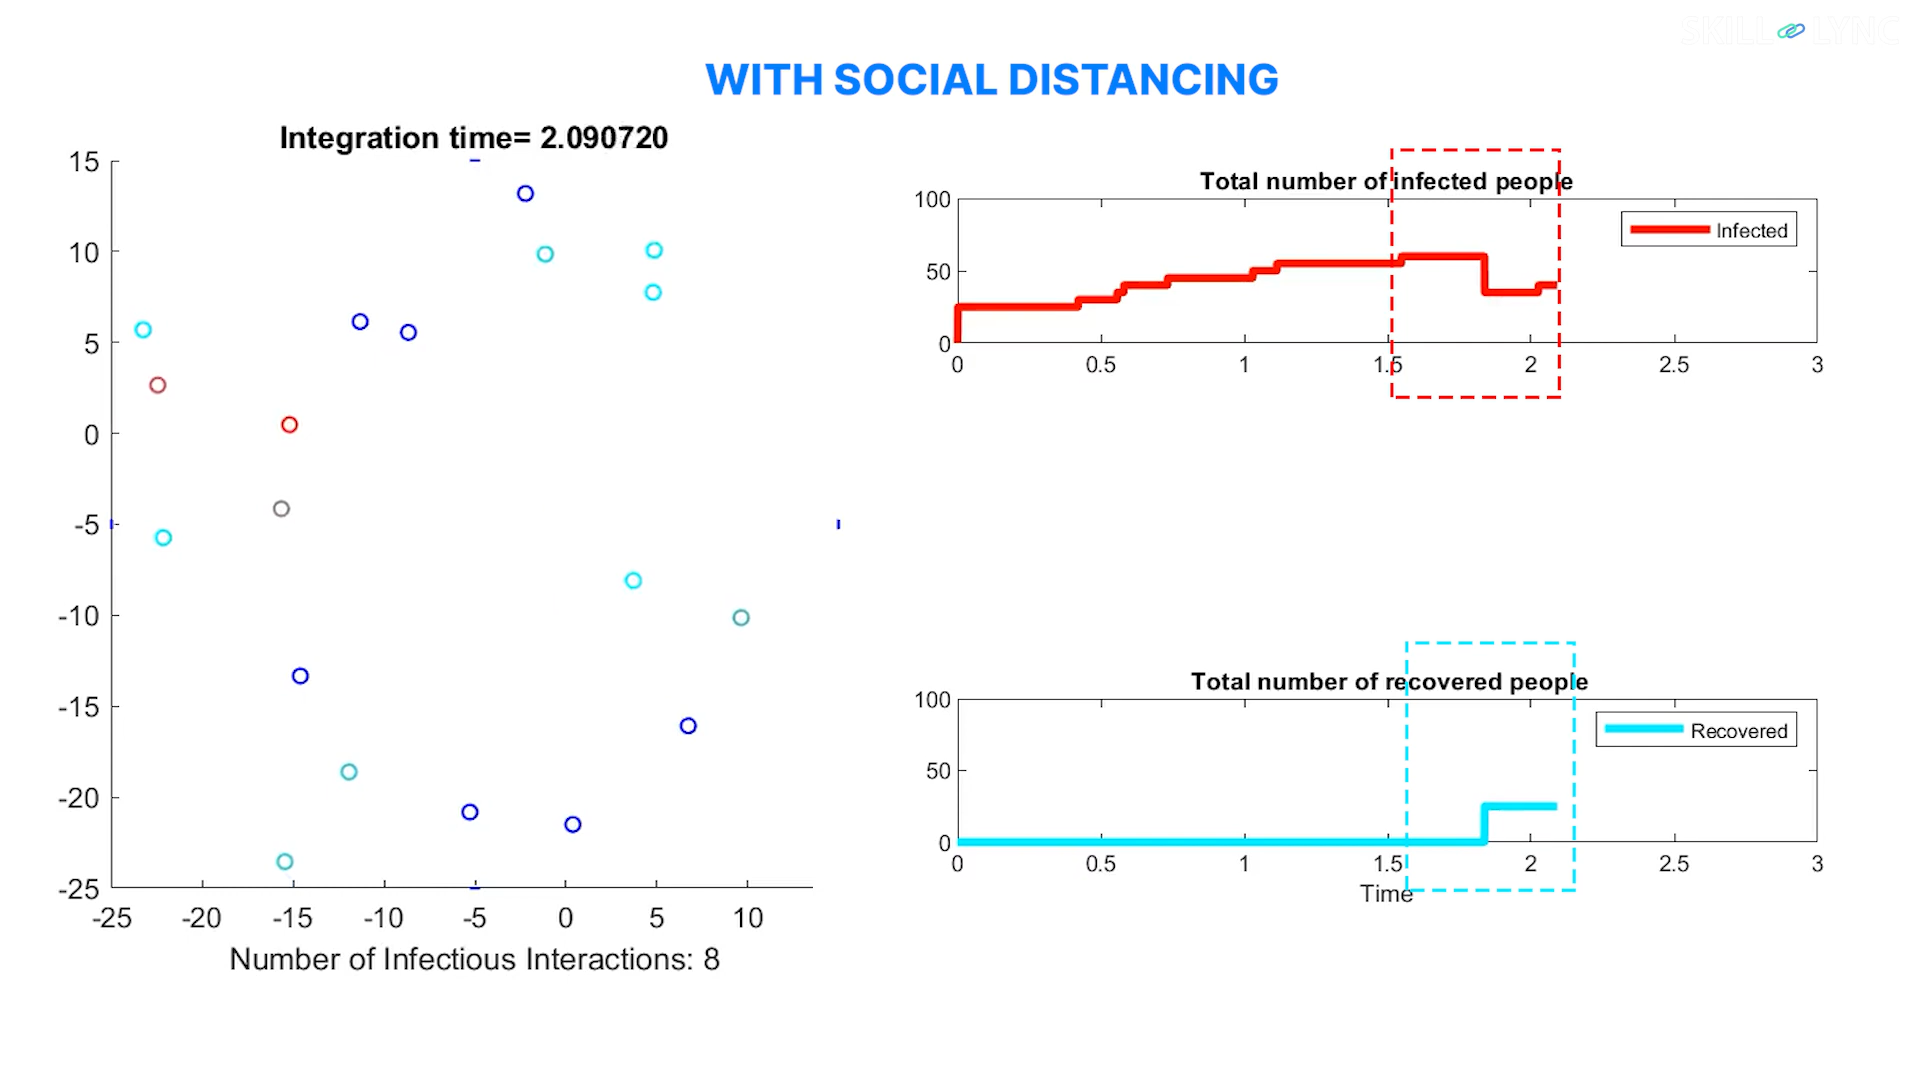 SKILL LYNC
WITH SOCIAL DISTANCING
Integration time= 2.090720
15
10
5
0
-5
-10
-15
-20
-25
-25 -20 -15 -10 -5 0 5 10
Number of Infectious Interactions: 8
Total number of infected people
100
50
0
Infected
0 0.5 1 1.5 2 2.5 3
Total number of recovered people
100
50
0
Recovered
0 0.5 1 1.5 2 2.5 3
Time